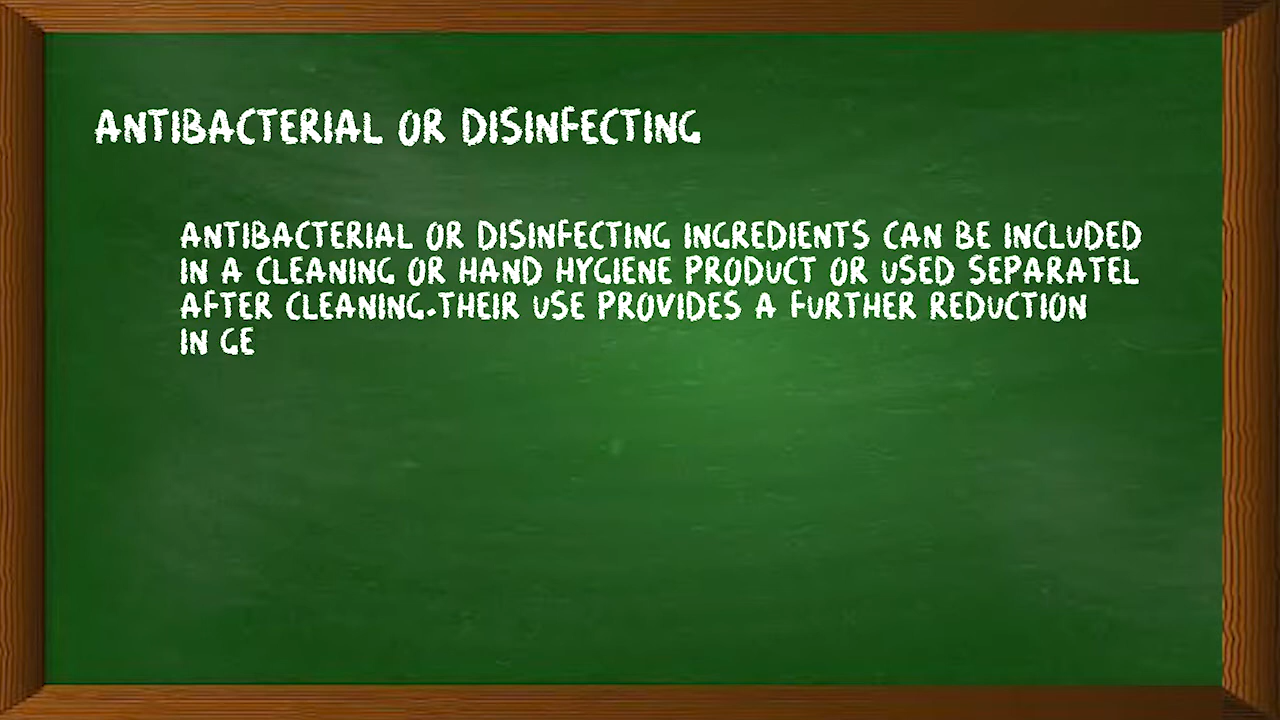 ANTIBACTERIAL OR DISINFECTING
ANTIBACTERIAL OR DISINFECTING INGREDIENTS CAN BE INCLUDED
IN A CLEANING OR HAND HYGIENE PRODUCT OR USED SEPARATEL
AFTER CLEANING.THEIR USE PROVIDES A FURTHER REDUCTION
IN GE